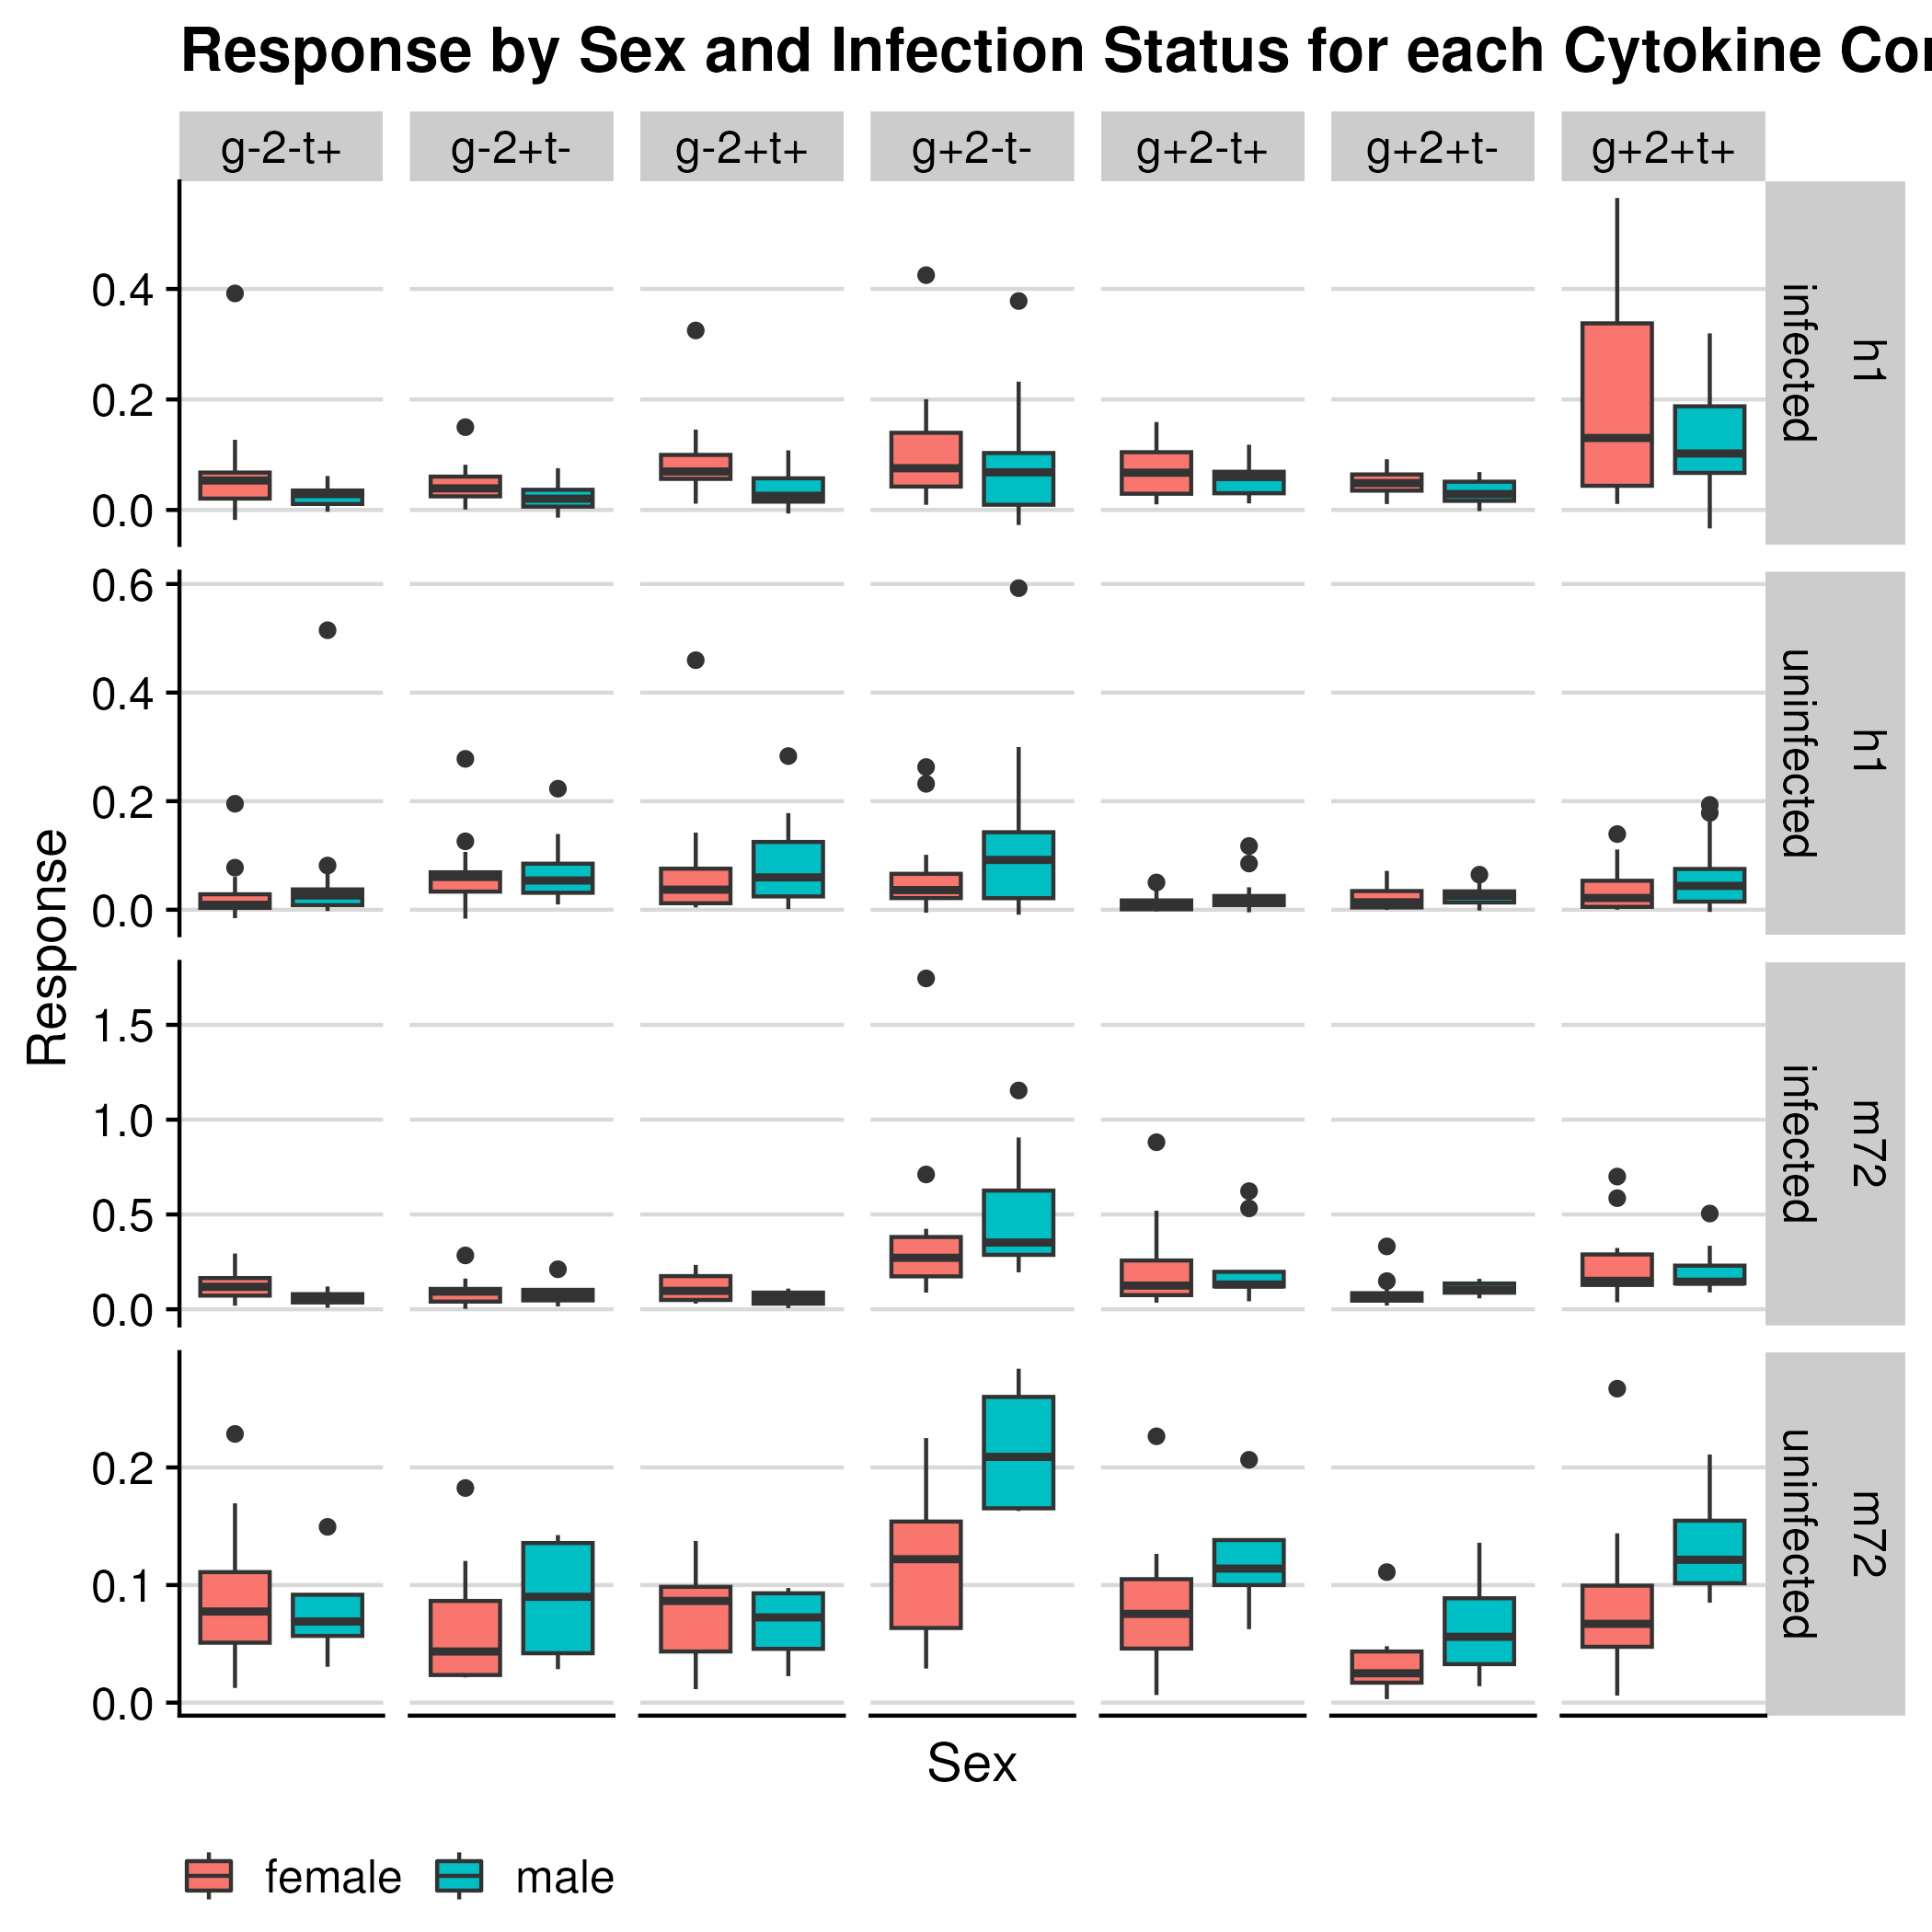 Response by Sex and Infection Status for each Cytokine Co
g-2-t+ g-2+t- g-2+t+ g+2-t- g+2-t+ g+2+t- g+2+t+
0.4
0.2
0.0
h1
infected
0.6
0.4
0.2
0.0
h1
uninfected
1.5
1.0
0.5
0.0
m72
infected
0.2
0.1
0.0
m72
uninfected
Response
Sex
female male